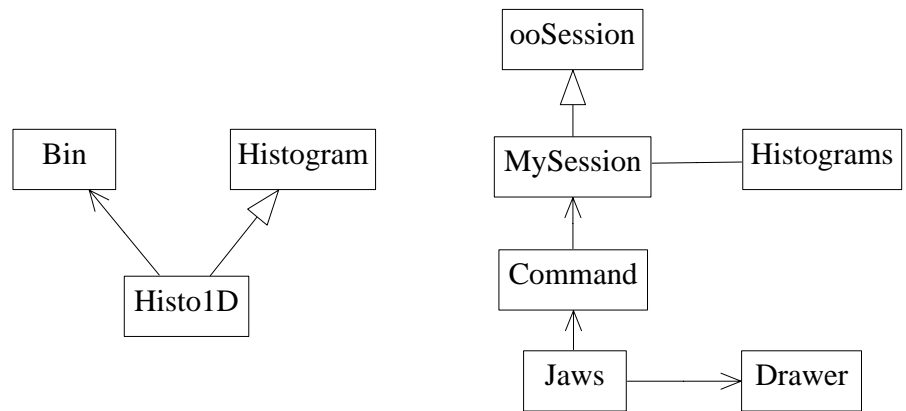 ooSession
Bin
Histogram
MySession
Histograms
Histo1D
Command
Jaws
Drawer